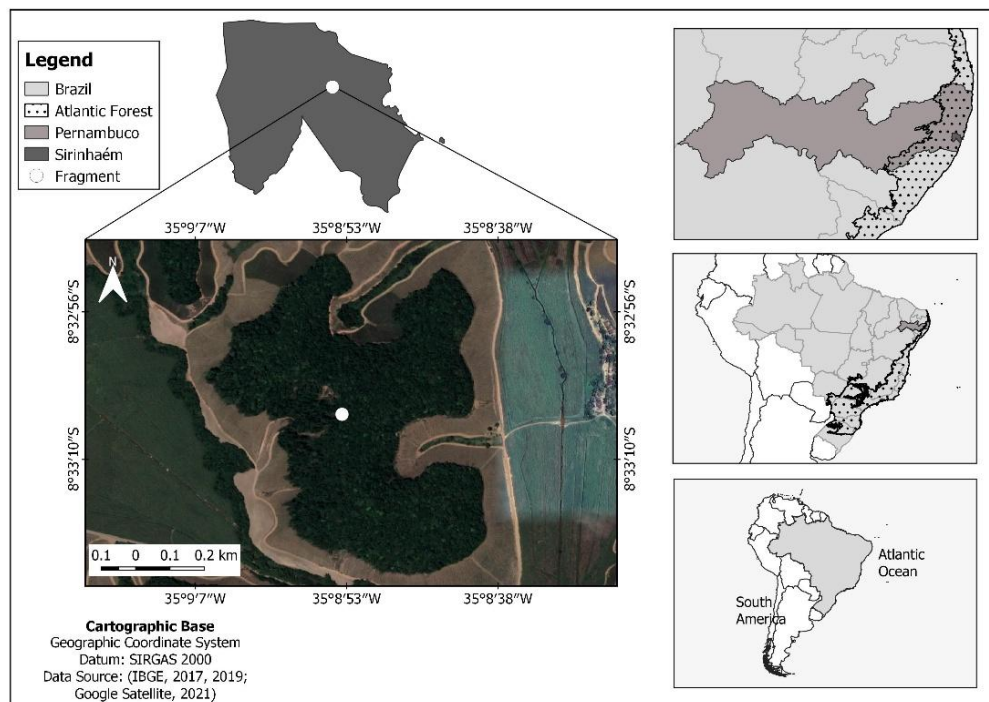 Legend
Brazil
Atlantic Forest
Pernambuco
Sirinhaém
Fragment
35°9'7"W
35°8'53"W
35°8'38"W
N
8°32'56"S
8°32'56"S
8°33'10"S
8°33'10"S
0.1 0 0.1 0.2 km
35°9'7"W
35°8'53"W
35°8'38"W
Cartographic Base
Geographic Coordinate System
Datum: SIRGAS 2000
Data Source: (IBGE, 2017, 2019;
Google Satellite, 2021)
Atlantic
Ocean
South
America